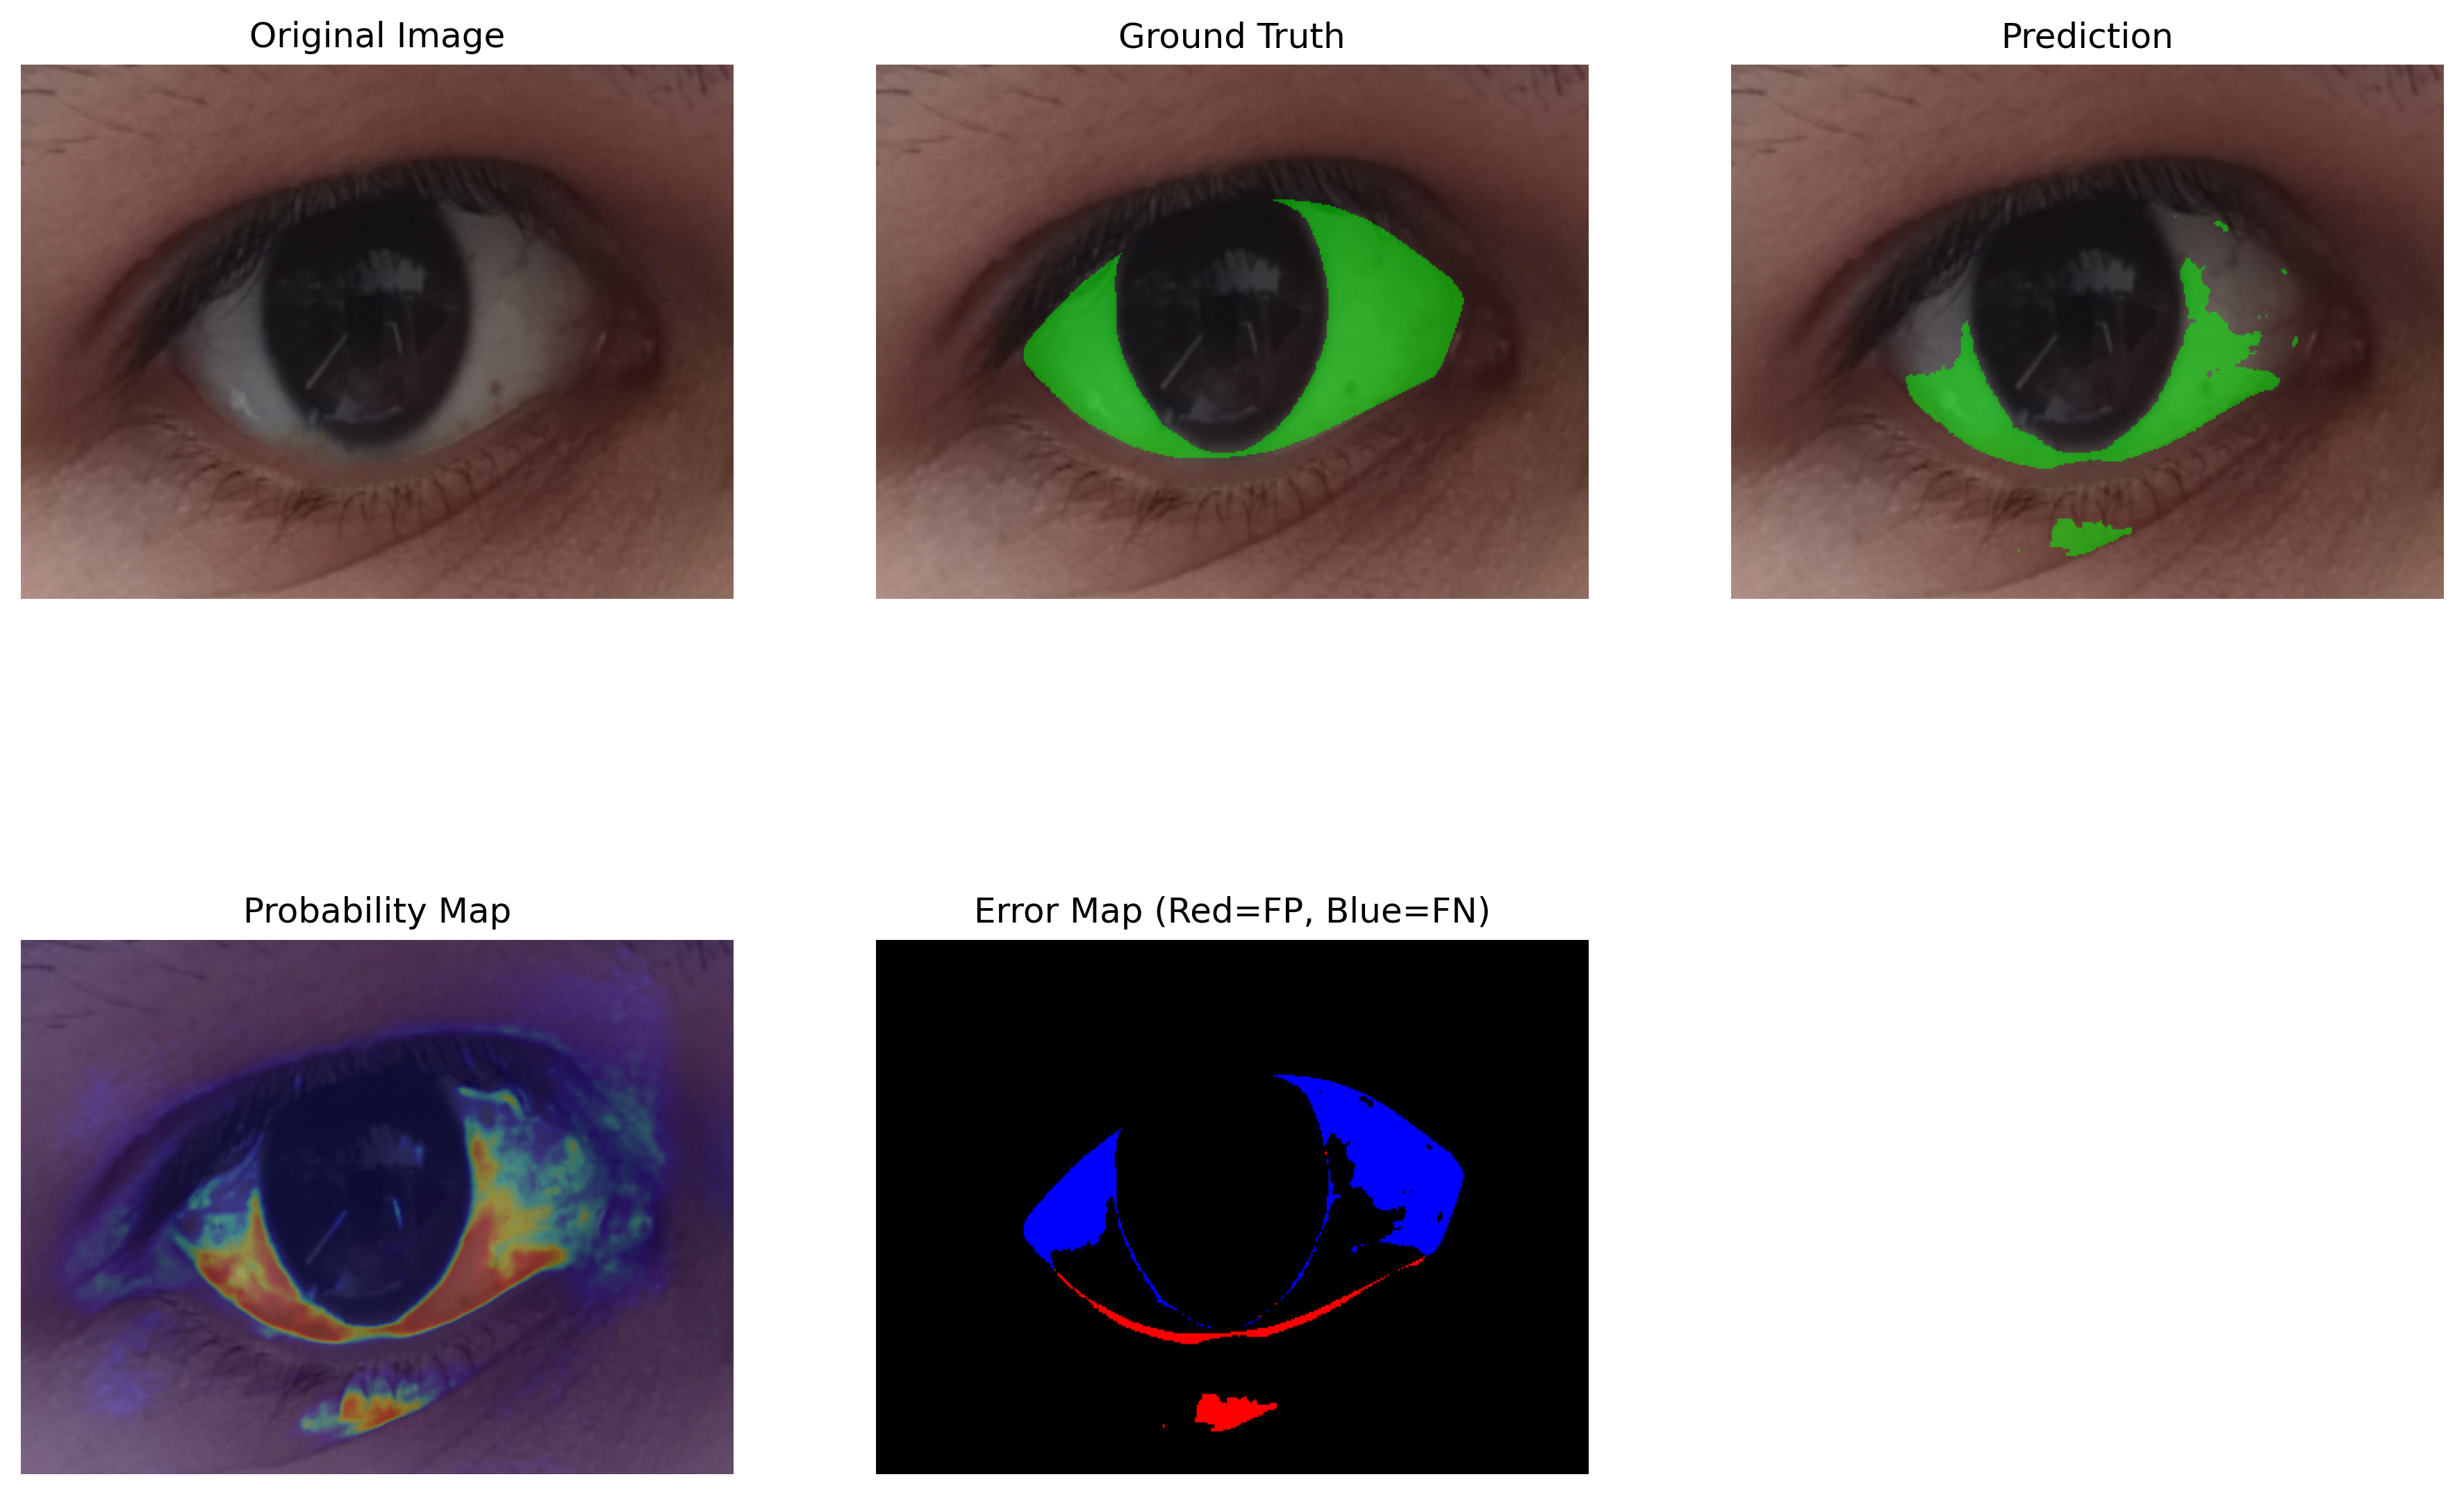 Original Image
Ground Truth
Prediction
Probability Map
Error Map (Red=FP, Blue=FN)